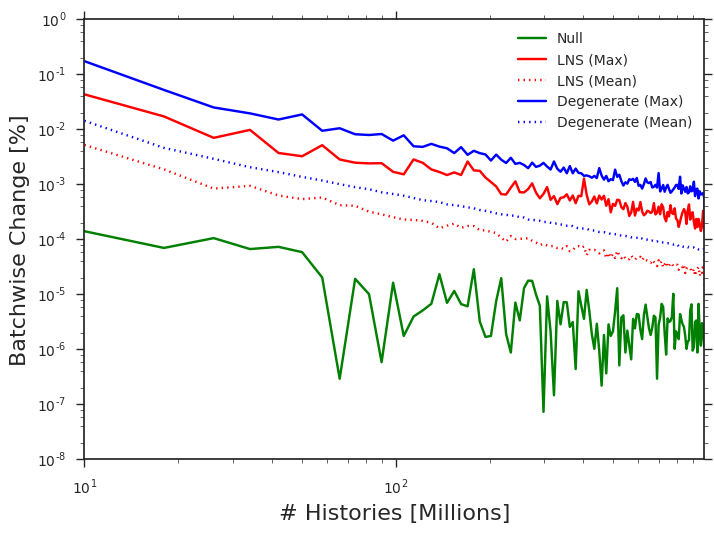 10^0
10^-1
10^-2
10^-3
10^-4
10^-5
10^-6
10^-7
10^-8
Batchwise Change [%]
Null
LNS (Max)
LNS (Mean)
Degenerate (Max)
Degenerate (Mean)
10^1
10^2
# Histories [Millions]